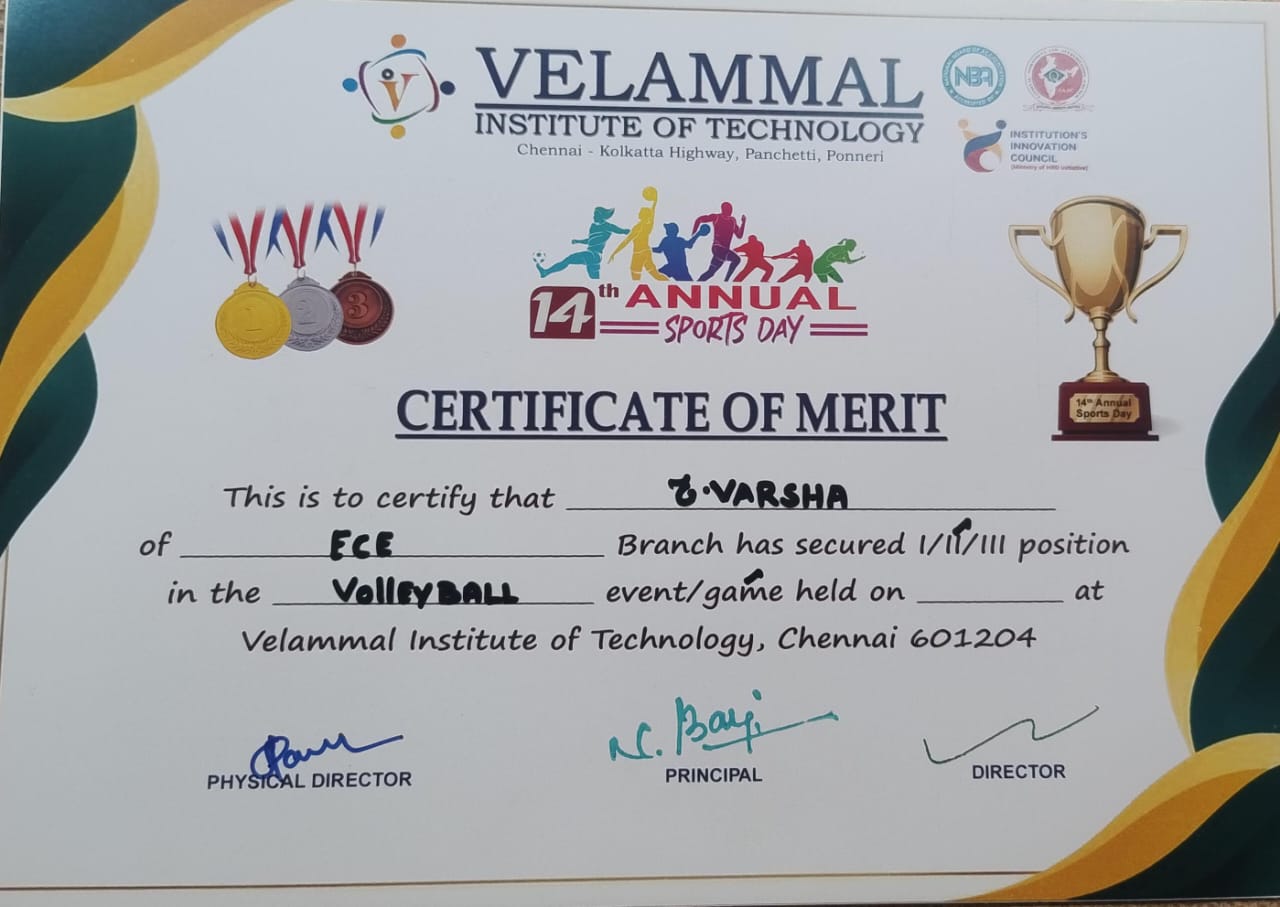 VELAMMAL
INSTITUTE OF TECHNOLOGY
Chennai - Kolkatta Highway, Panchetti, Ponneri
NBA
INSTITUTION'S
INNOVATION
COUNCIL
(Ministry of HRD Initiative)
1 2 3
14th ANNUAL
SPORTS DAY
14th Annual
Sports Day
CERTIFICATE OF MERIT
This is to certify that VARSHA
of ECE Branch has secured I/II/III position
in the VollEyBALL event/game held on ________ at
Velammal Institute of Technology, Chennai 601204
PHYSICAL DIRECTOR
N. Bayi
PRINCIPAL
DIRECTOR